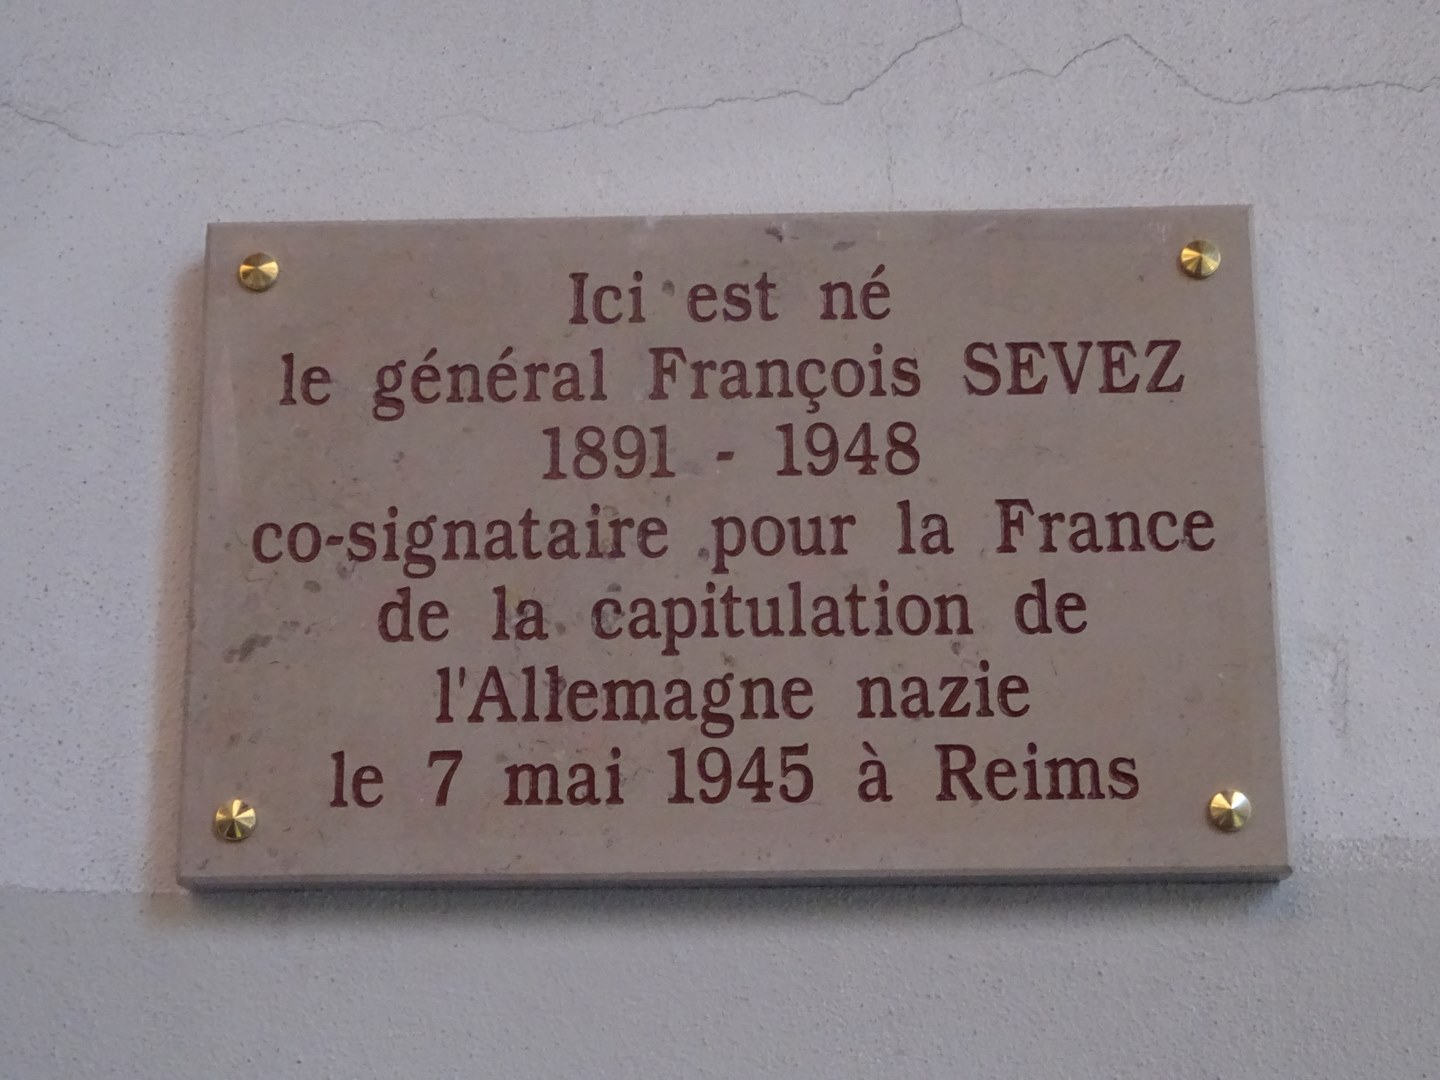 Ici est né
le général François SEVEZ
1891 - 1948
co-signataire pour la France
de la capitulation de
l'Allemagne nazie
le 7 mai 1945 à Reims